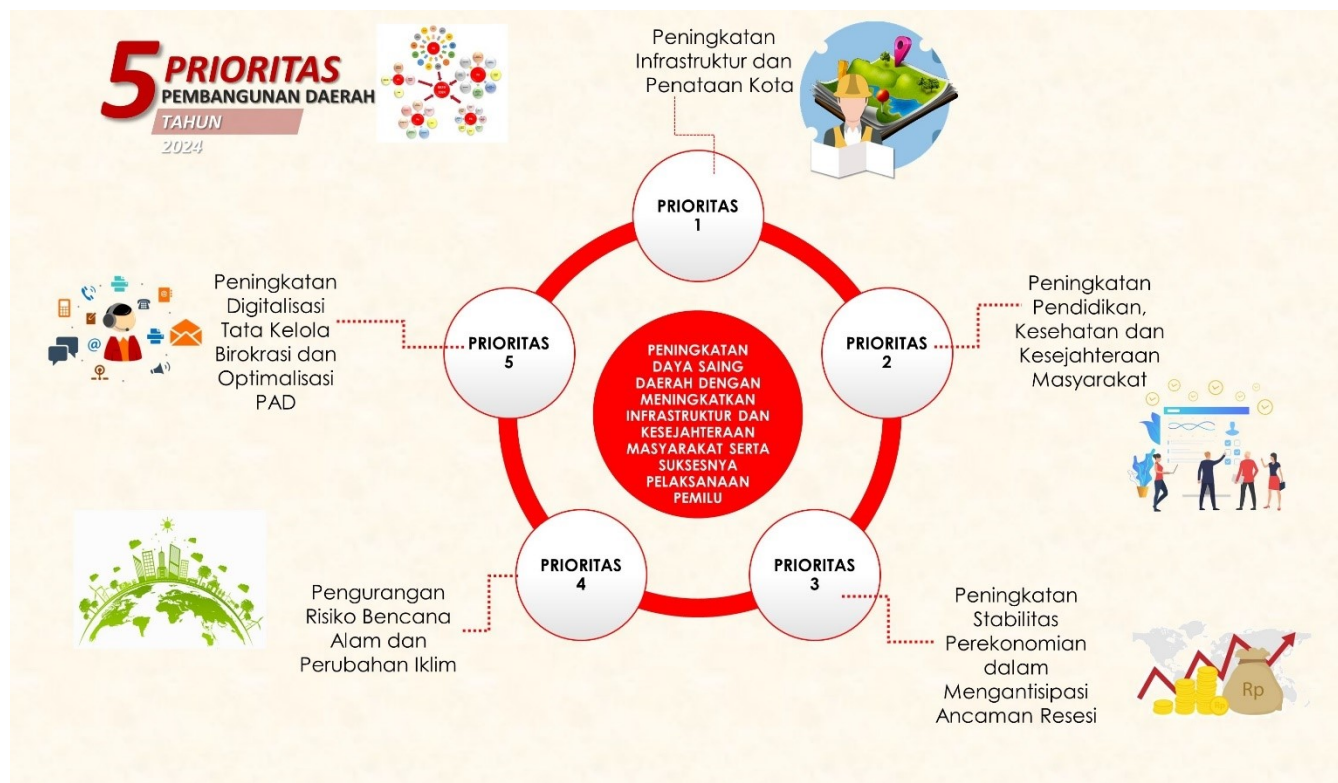 5 PRIORITAS
PEMBANGUNAN DAERAH
TAHUN
2024
Peningkatan
Infrastruktur dan
Penataan Kota
PRIORITAS
1
Peningkatan
Pendidikan,
Kesehatan dan
Kesejahteraan
Masyarakat
PRIORITAS
2
Peningkatan
Stabilitas
Perekonomian
dalam
Mengantisipasi
Ancaman Resesi
PRIORITAS
3
Rp
Rp
Pengurangan
Risiko Bencana
Alam dan
Perubahan Iklim
PRIORITAS
4
Peningkatan
Digitalisasi
Tata Kelola
Birokrasi dan
Optimalisasi
PAD
PRIORITAS
5
@
PENINGKATAN
DAYA SAING
DAERAH DENGAN
MENINGKATKAN
INFRASTRUKTUR DAN
KESEJAHTERAAN
MASYARAKAT SERTA
SUKSESNYA
PELAKSANAAN
PEMILU